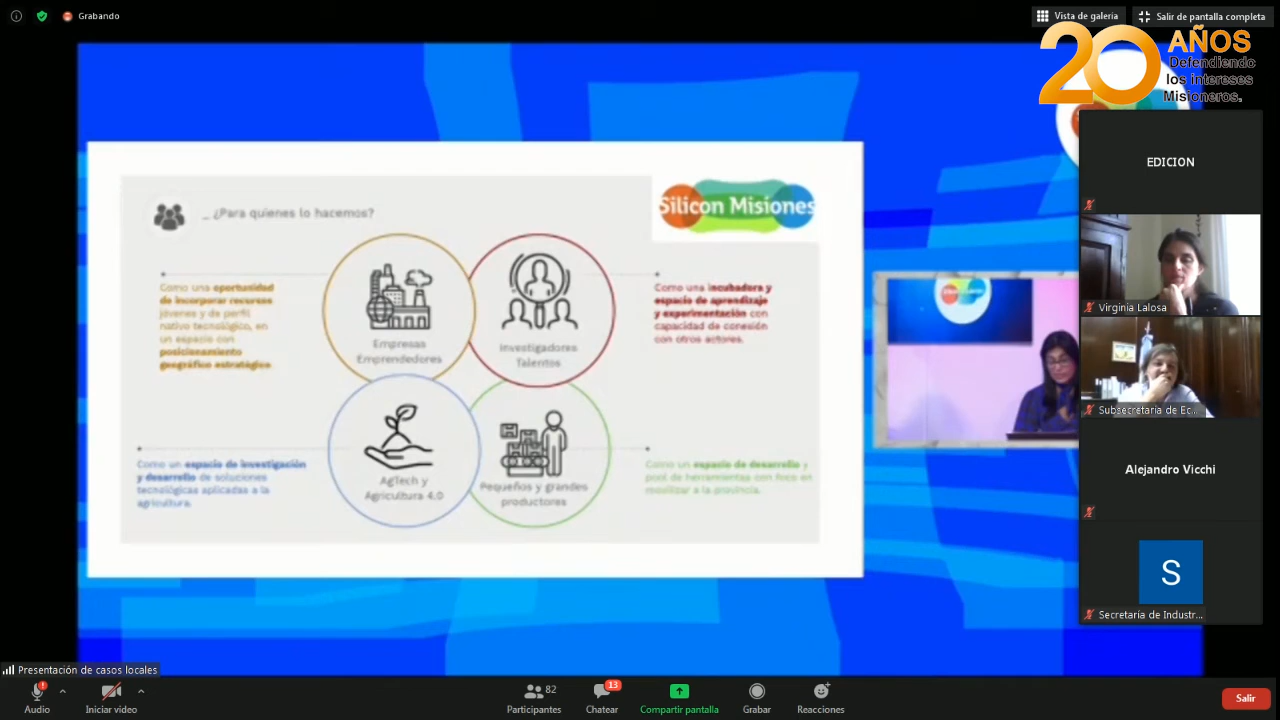 Grabando
Vista de galería
Salir de pantalla completa
20 AÑOS
Defendiendo
los intereses
Misioneros.
_ ¿Para quienes lo hacemos?
Silicon Misiones
Como una oportunidad
de incorporar recursos
jóvenes y de perfil
nativo tecnológico, en
un espacio con
posicionamiento
geográfico estratégico
Empresas
Emprendedores
Investigadores
Talentos
Como una incubadora y
espacio de aprendizaje
y experimentación con
capacidad de conexión
con otros actores.
Como un espacio de investigación
y desarrollo de soluciones
tecnológicas aplicadas a la
agricultura.
AgTech y
Agricultura 4.0
Pequeños y grandes
productores
Como un espacio de desarrollo y
pool de herramientas con foco en
movilizar a la provincia.
EDICION
Virginia Lalosa
Subsecretaría de Ec...
Alejandro Vicchi
S
Secretaría de Industr...
Presentación de casos locales
Audio
Iniciar video
82
Participantes
13
Chatear
Compartir pantalla
Grabar
Reacciones
Salir